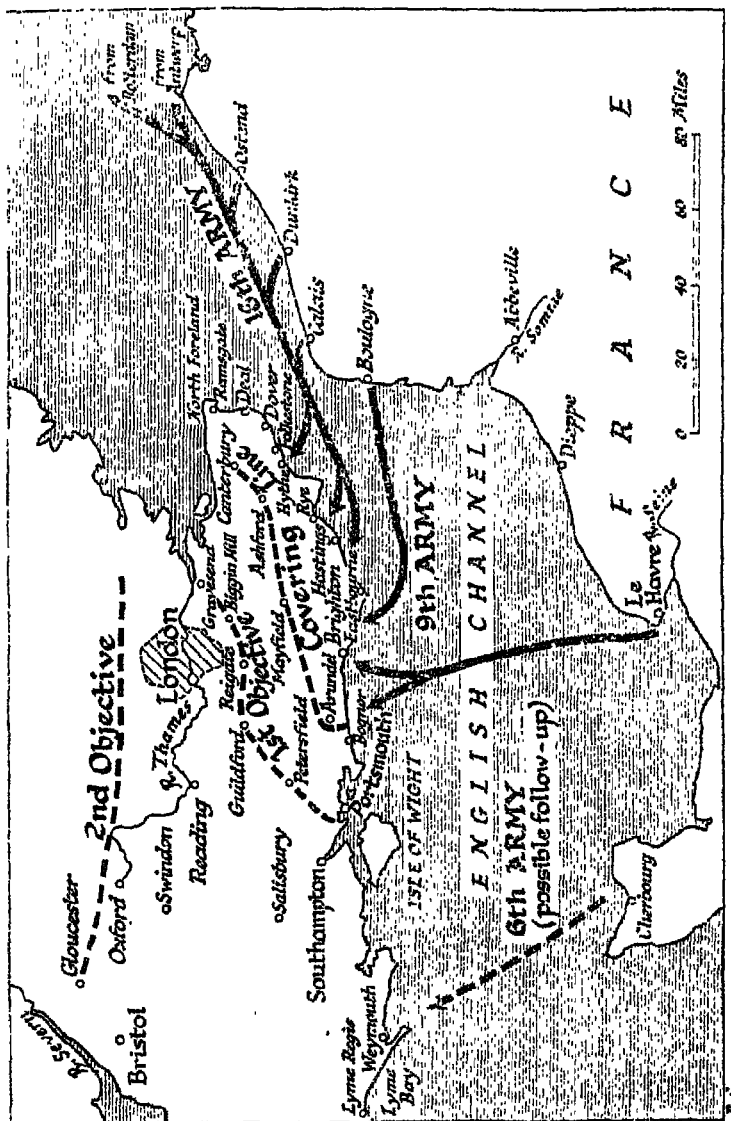 R. Severn
Gloucester
Bristol
Oxford
2nd Objective
Swindon
R. Thames
Reading
London
Gravesend
Biggin Hill
Reigate
Guildford
1st Objective
Petersfield
Salisbury
Southampton
Portsmouth
ISLE OF WIGHT
Lyme Regis
Weymouth
Lyme Bay
North Foreland
Ramsgate
Deal
Dover
Folkestone
Canterbury
Ashford
Hythe
Rye
Hastings
Mayfield
Covering Line
Eastbourne
Brighton
Arundel
Bognor
from
Rotterdam
from
Antwerp
16th ARMY
Ostend
Dunkirk
Calais
Boulogne
9th ARMY
ENGLISH CHANNEL
6th ARMY
(possible follow-up)
Cherbourg
Le
Havre
R. Seine
Dieppe
Abbeville
R. Somme
FRANCE
0 20 40 60 80 Miles